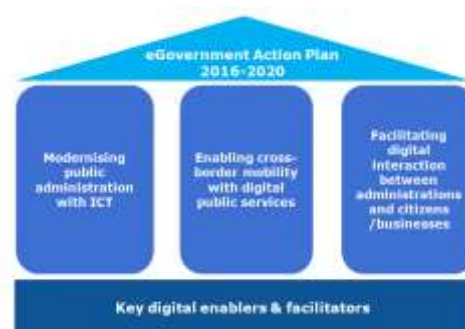 eGovernment Action Plan
2016-2020
Modernising
public
administration
with ICT
Enabling cross-
border mobility
with digital
public services
Facilitating
digital
interaction
between
administrations
and citizens
/businesses
Key digital enablers & facilitators